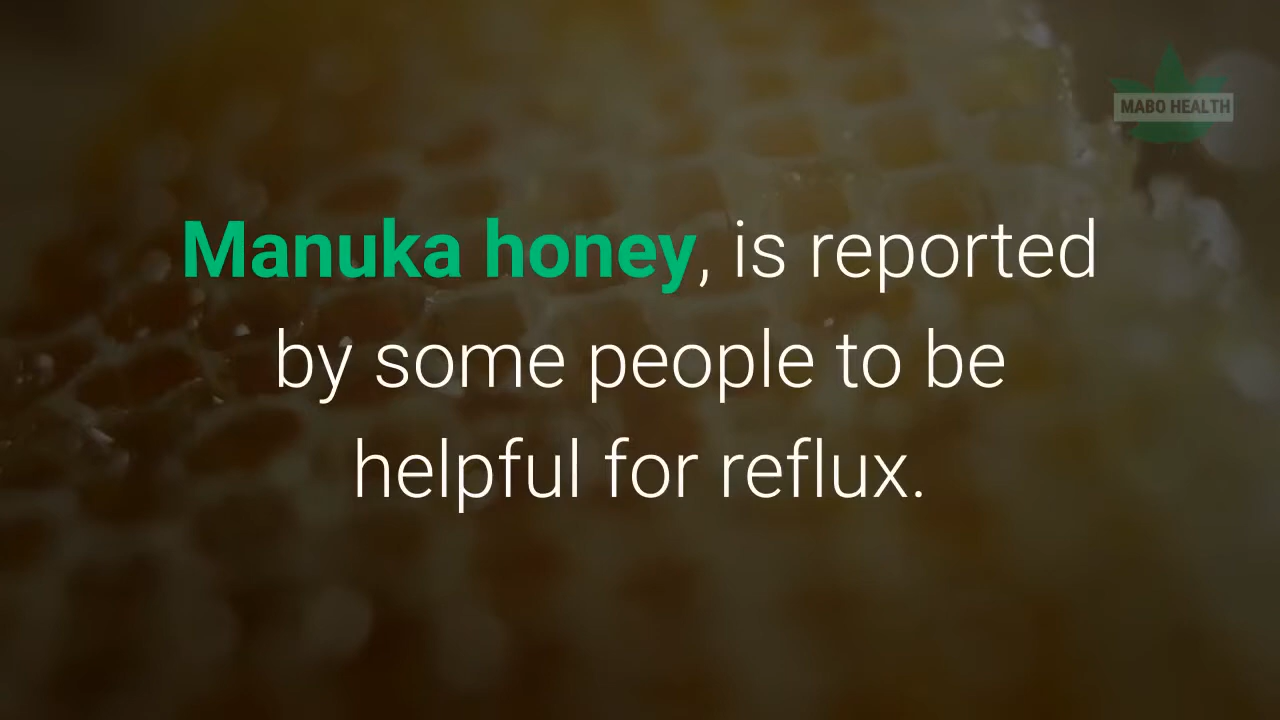 MABO HEALTH
Manuka honey, is reported
by some people to be
helpful for reflux.